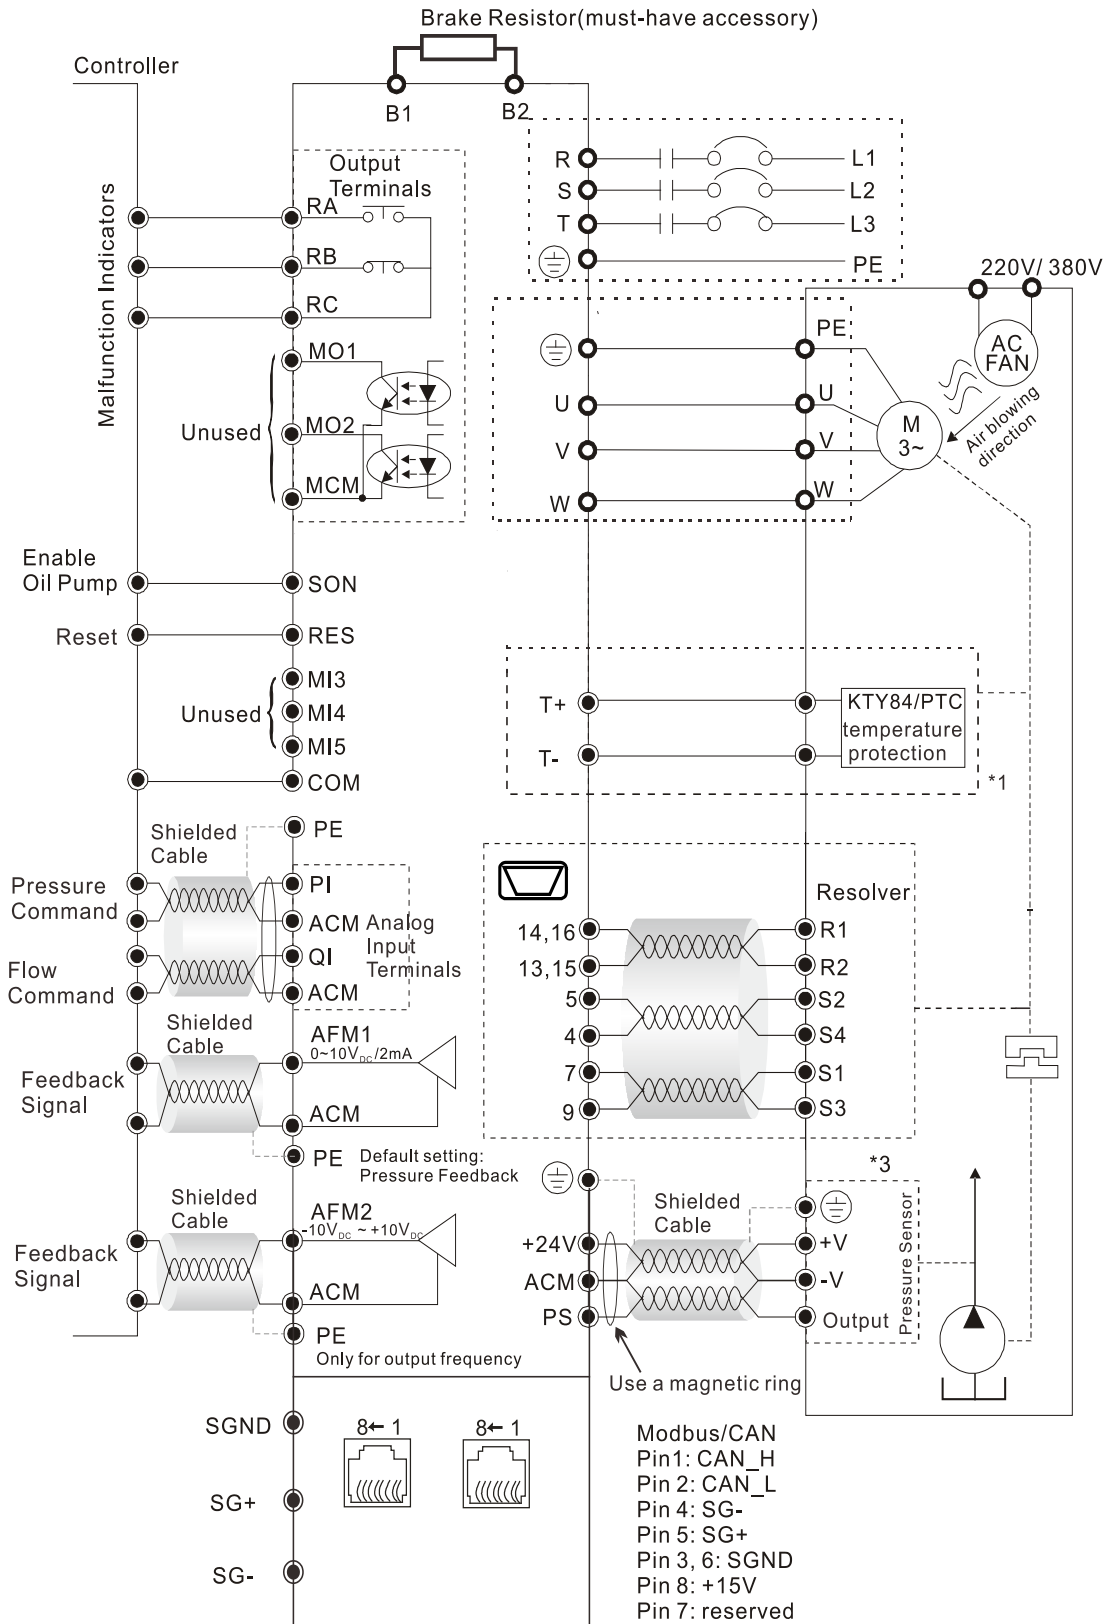 Brake Resistor(must-have accessory)
Controller
B1
B2
Malfunction Indicators
Output
Terminals
RA
RB
RC
MO1
MO2
MCM
Unused
R
S
T
L1
L2
L3
PE
220V/ 380V
AC
FAN
Air blowing
direction
PE
U
V
W
U
V
W
M
3~
Enable
Oil Pump
SON
Reset
RES
MI3
MI4
MI5
Unused
COM
T+
T-
KTY84/PTC
temperature
protection
*1
PE
Shielded
Cable
Pressure
Command
PI
ACM
Analog
Input
Terminals
QI
Flow
Command
ACM
Resolver
14,16
R1
13,15
R2
5
S2
4
S4
7
S1
9
S3
Shielded
Cable
AFM1
0~10VDC/2mA
Feedback
Signal
ACM
PE
Default setting:
Pressure Feedback
Shielded
Cable
AFM2
-10VDC ~ +10VDC
Feedback
Signal
ACM
PE
Only for output frequency
*3
Shielded
Cable
+24V
+V
ACM
-V
PS
Output
Pressure Sensor
Use a magnetic ring
SGND
SG+
SG-
8← 1
8← 1
Modbus/CAN
Pin1: CAN_H
Pin 2: CAN_L
Pin 4: SG-
Pin 5: SG+
Pin 3, 6: SGND
Pin 8: +15V
Pin 7: reserved